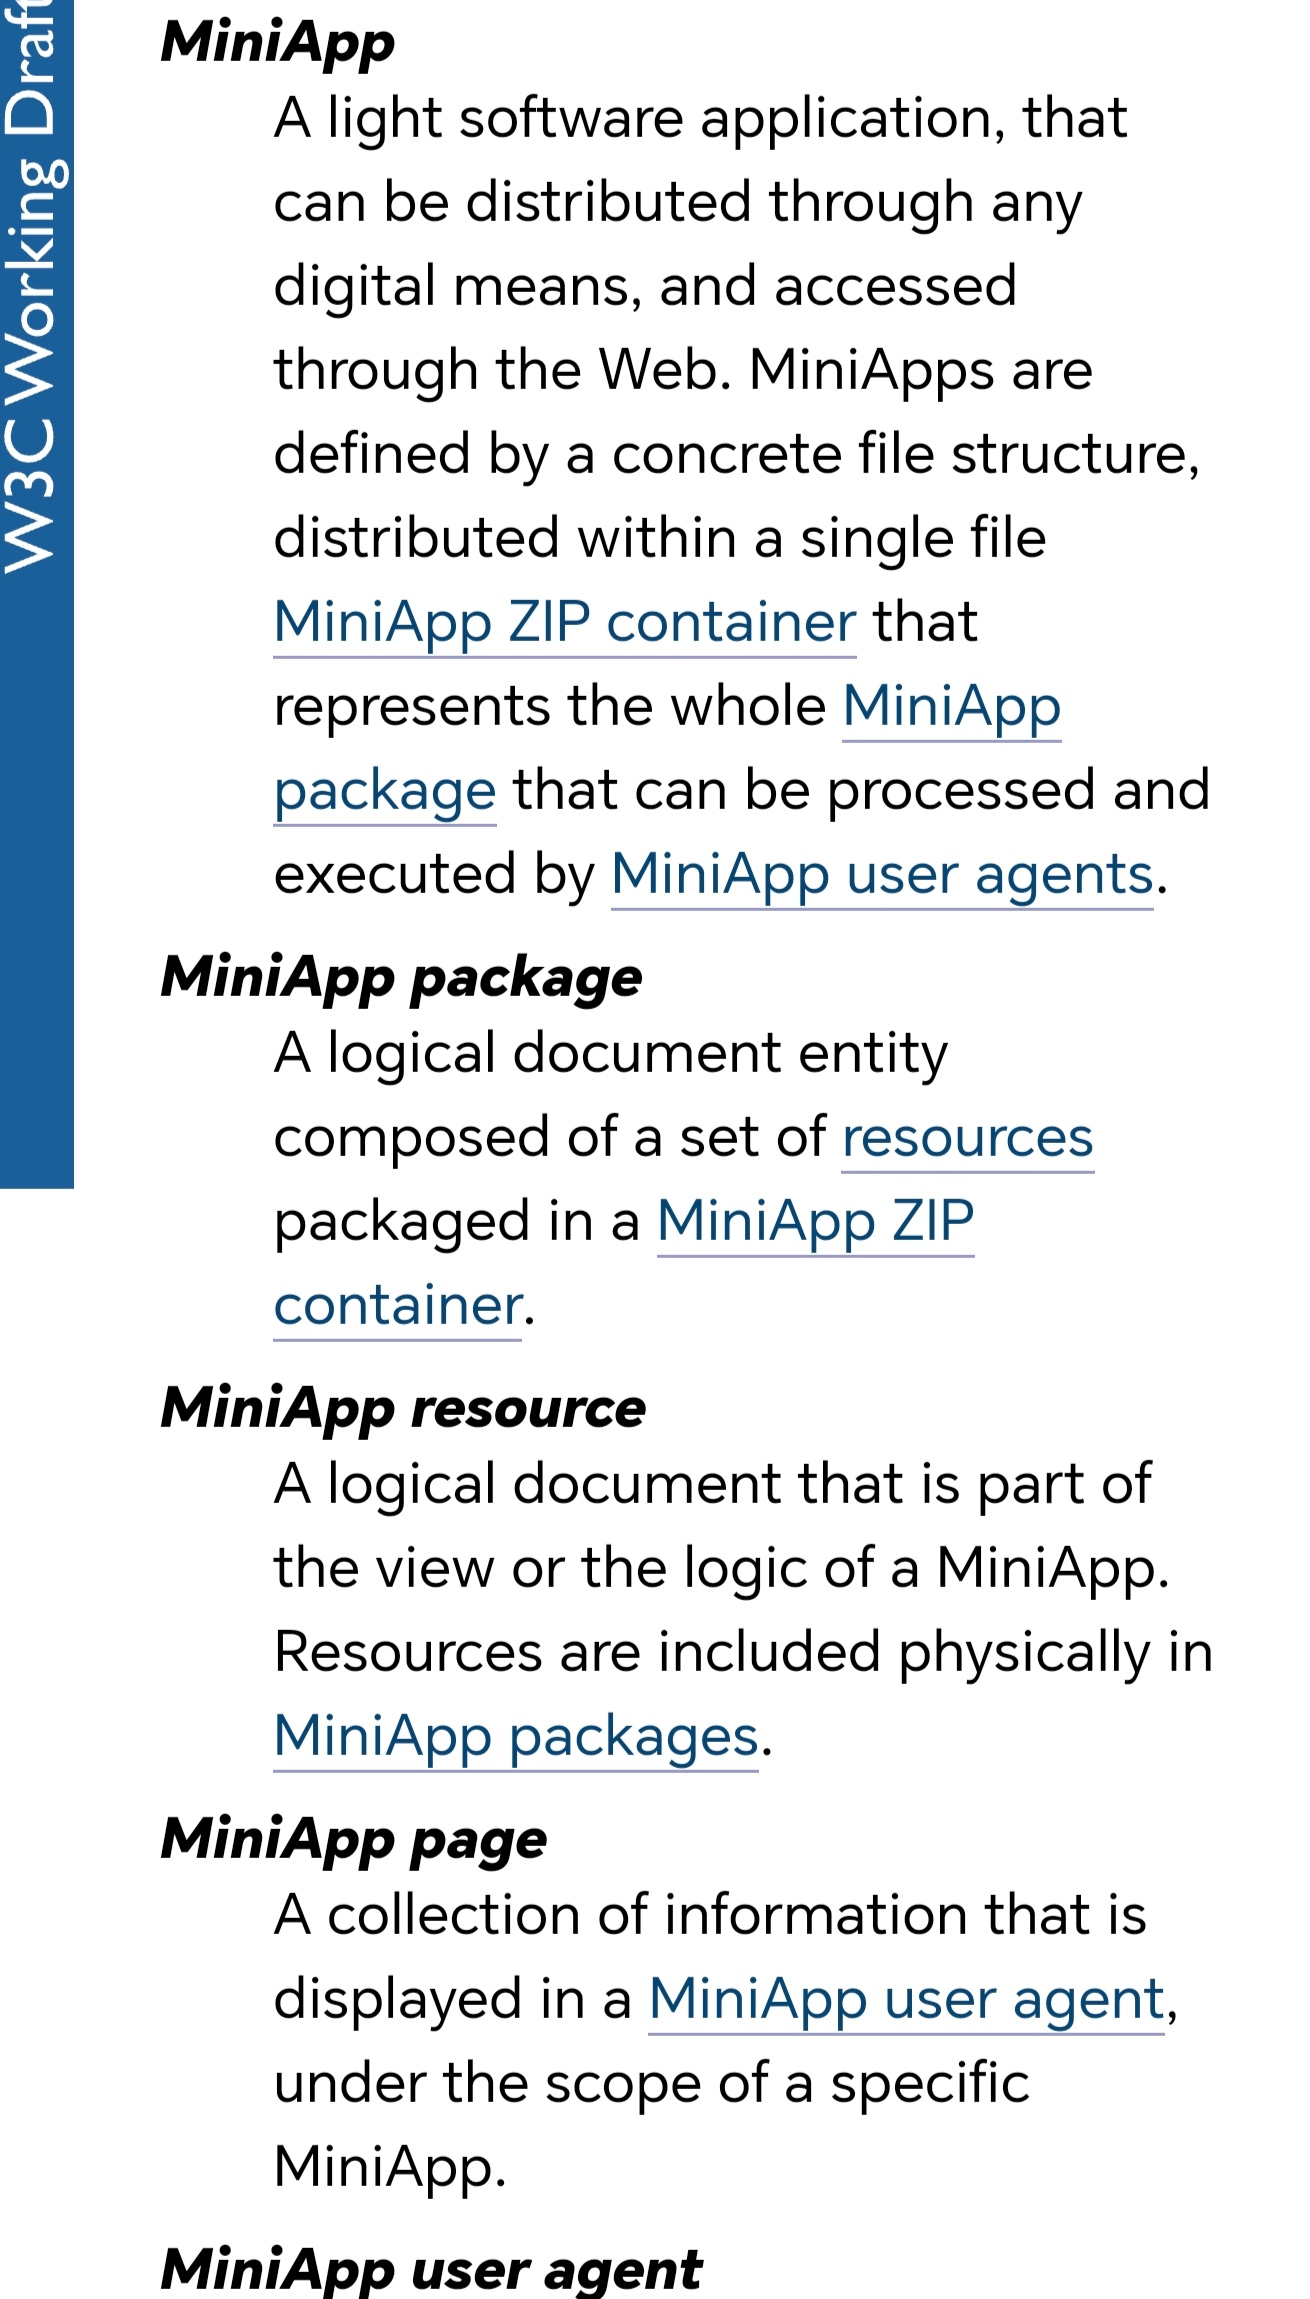 W3C Working Draft
MiniApp
A light software application, that
can be distributed through any
digital means, and accessed
through the Web. MiniApps are
defined by a concrete file structure,
distributed within a single file
MiniApp ZIP container that
represents the whole MiniApp
package that can be processed and
executed by MiniApp user agents.
MiniApp package
A logical document entity
composed of a set of resources
packaged in a MiniApp ZIP
container.
MiniApp resource
A logical document that is part of
the view or the logic of a MiniApp.
Resources are included physically in
MiniApp packages.
MiniApp page
A collection of information that is
displayed in a MiniApp user agent,
under the scope of a specific
MiniApp.
MiniApp user agent